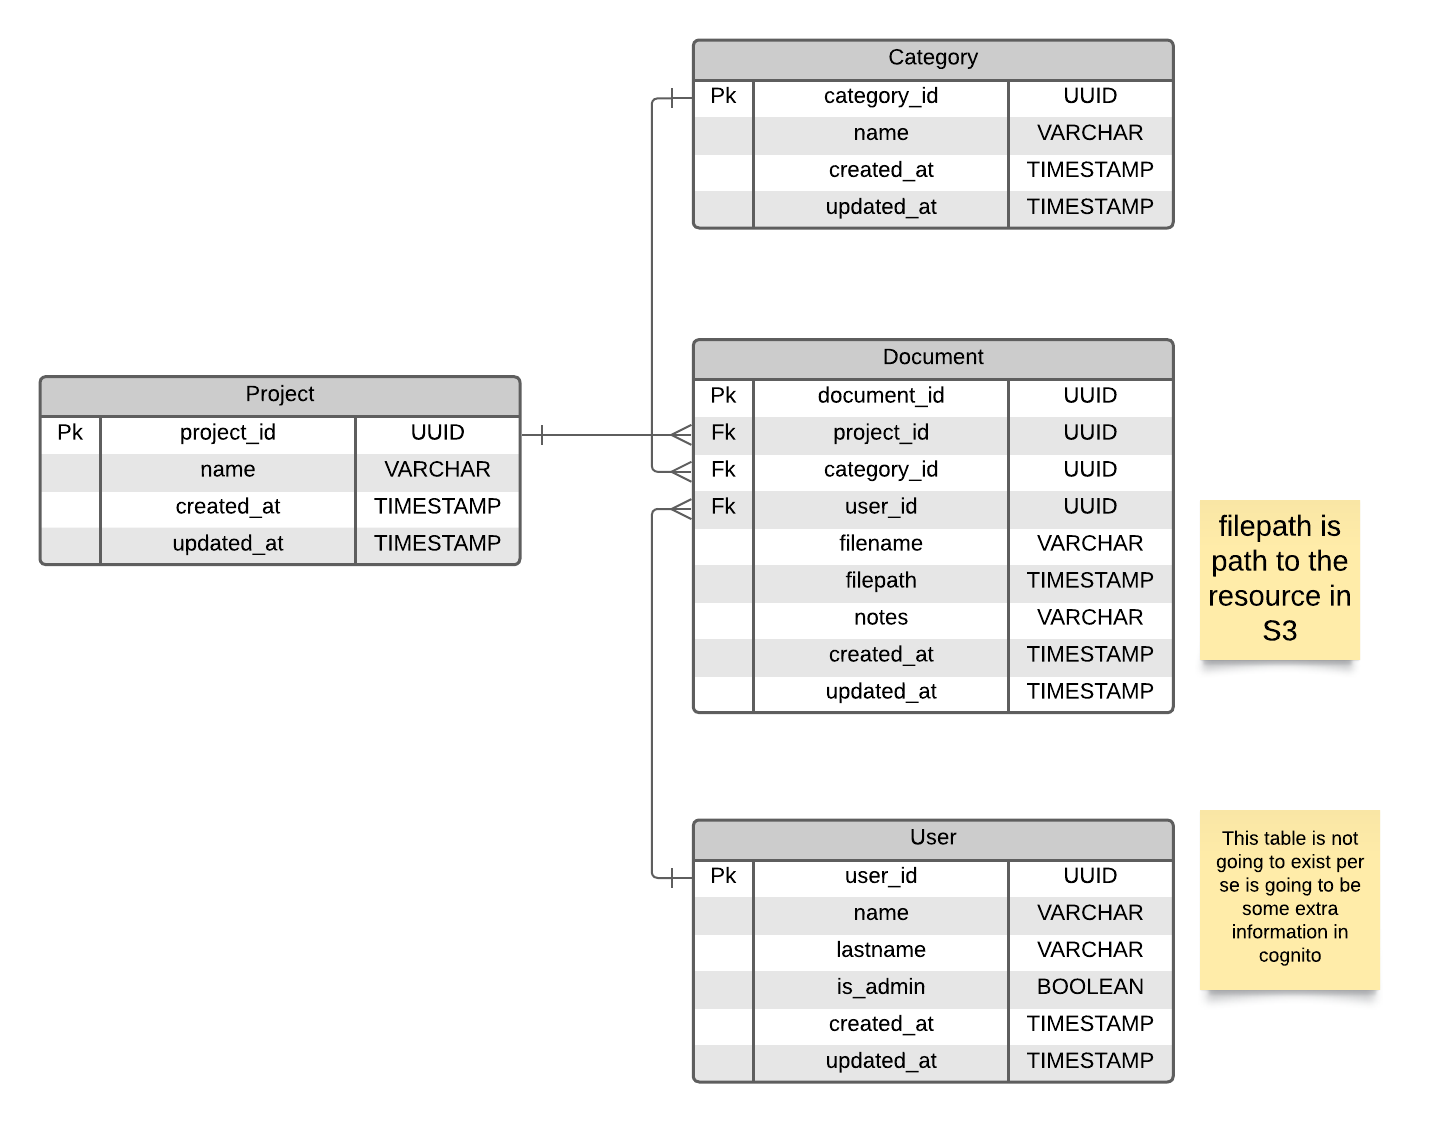 Category
Pk category_id UUID
name VARCHAR
created_at TIMESTAMP
updated_at TIMESTAMP
Project
Pk project_id UUID
name VARCHAR
created_at TIMESTAMP
updated_at TIMESTAMP
Document
Pk document_id UUID
Fk project_id UUID
Fk category_id UUID
Fk user_id UUID
filename VARCHAR
filepath TIMESTAMP
notes VARCHAR
created_at TIMESTAMP
updated_at TIMESTAMP
filepath is
path to the
resource in
S3
User
Pk user_id UUID
name VARCHAR
lastname VARCHAR
is_admin BOOLEAN
created_at TIMESTAMP
updated_at TIMESTAMP
This table is not
going to exist per
se is going to be
some extra
information in
cognito